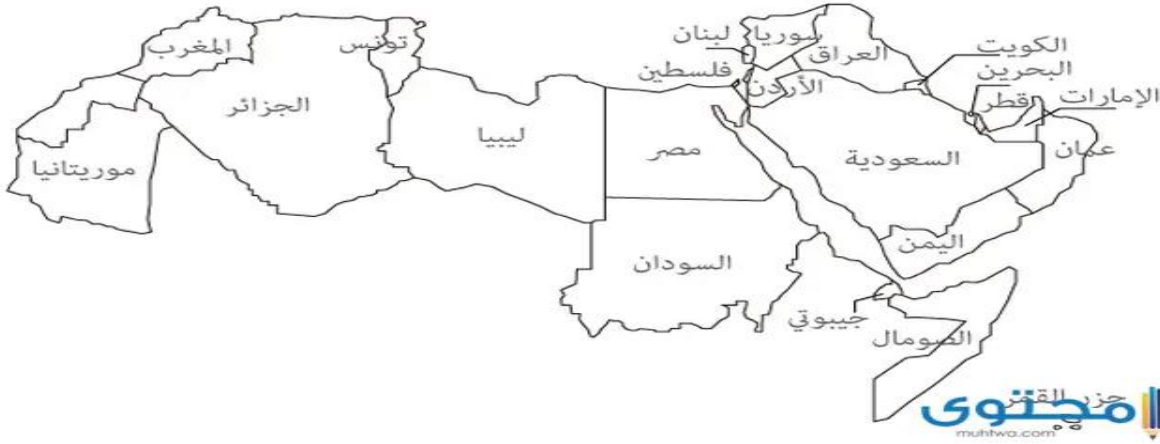 المغرب
تونس
الجزائر
موريتانيا
ليبيا
مصر
السودان
لبنان
سوريا
العراق
فلسطين
الأردن
الكويت
البحرين
قطر
الإمارات
السعودية
عمان
اليمن
جيبوتي
الصومال
جزر القمر
محتوى
muhtwa.com